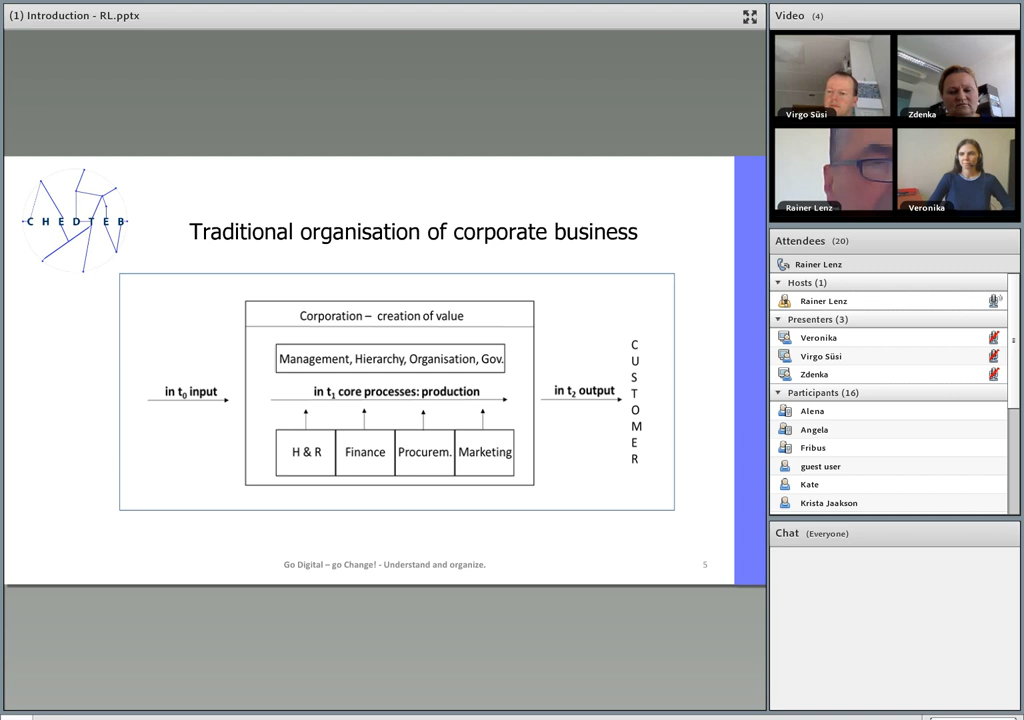 (1) Introduction - RL.pptx
CHEDTEB
Traditional organisation of corporate business
Corporation – creation of value
Management, Hierarchy, Organisation, Gov.
in t0 input
in t1 core processes: production
in t2 output
H & R
Finance
Procurem.
Marketing
C
U
S
T
O
M
E
R
Go Digital – go Change! - Understand and organize.
5
Video (4)
Virgo Süsi
Zdenka
Rainer Lenz
Veronika
Attendees (20)
Rainer Lenz
Hosts (1)
Rainer Lenz
Presenters (3)
Veronika
Virgo Süsi
Zdenka
Participants (16)
Alena
Angela
Fribus
guest user
Kate
Krista Jaakson
Chat (Everyone)